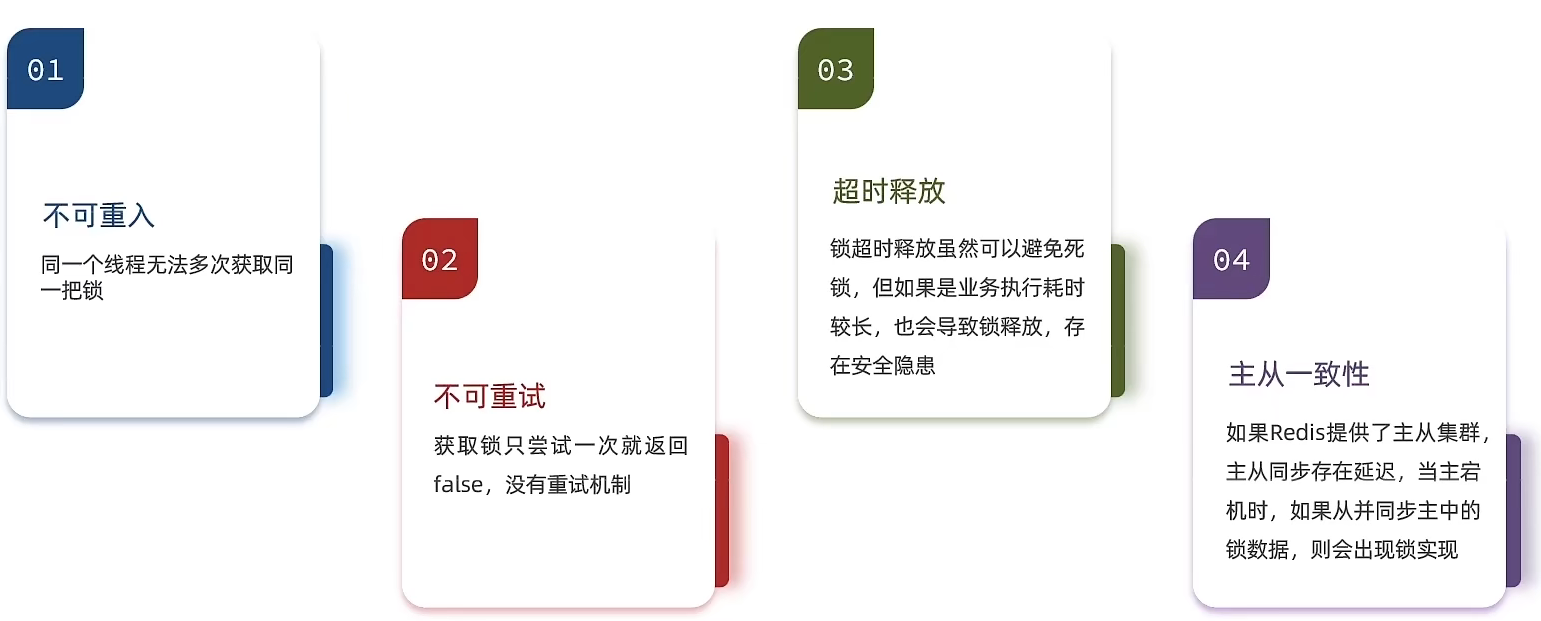 01
不可重入
同一个线程无法多次获取同
一把锁
02
不可重试
获取锁只尝试一次就返回
false，没有重试机制
03
超时释放
锁超时释放虽然可以避免死
锁，但如果是业务执行耗时
较长，也会导致锁释放，存
在安全隐患
04
主从一致性
如果Redis提供了主从集群，
主从同步存在延迟，当主宕
机时，如果从并同步主中的
锁数据，则会出现锁实现